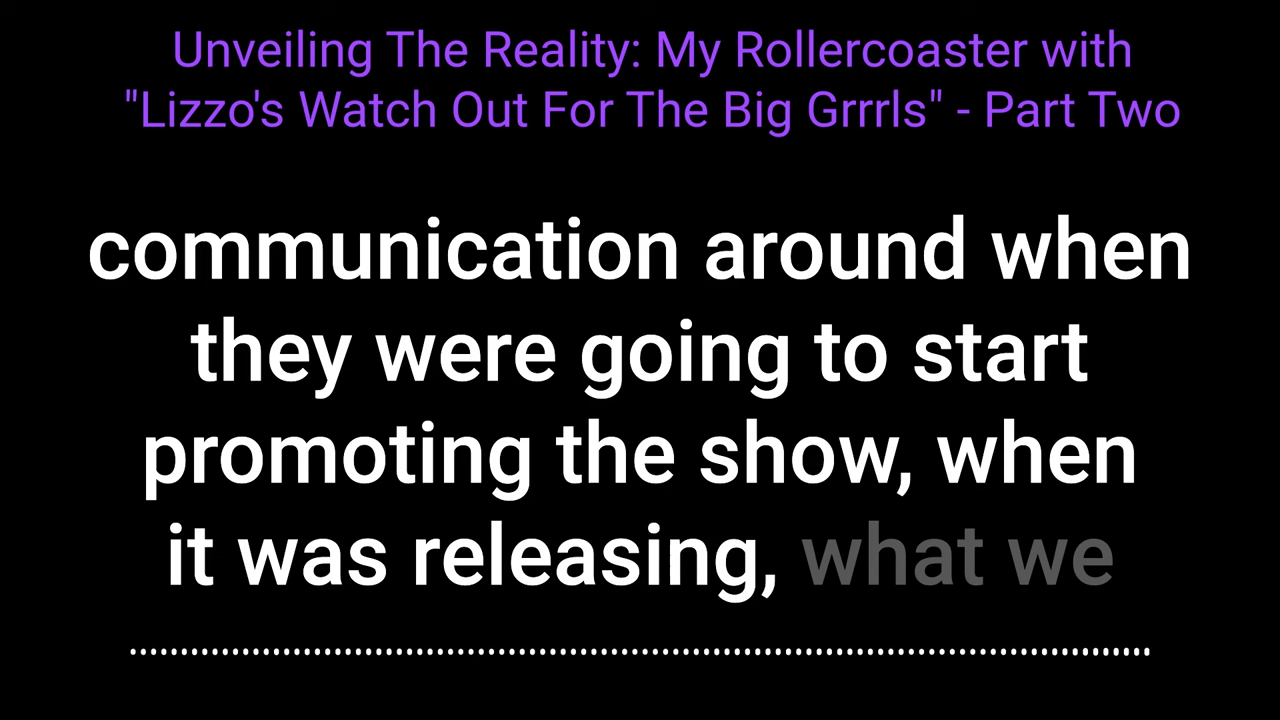 Unveiling The Reality: My Rollercoaster with
"Lizzo's Watch Out For The Big Grrrls" - Part Two
communication around when
they were going to start
promoting the show, when
it was releasing, what we